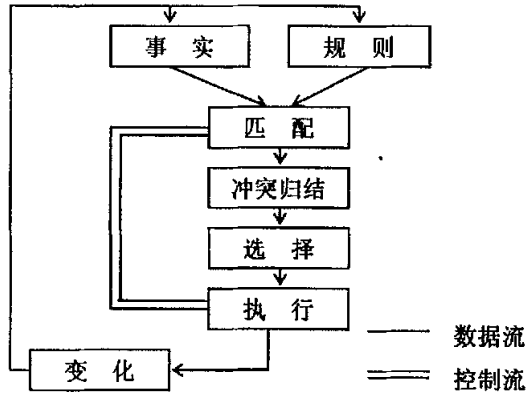 事 实
规 则
匹 配
冲突归结
选 择
执 行
变 化
数据流
控制流